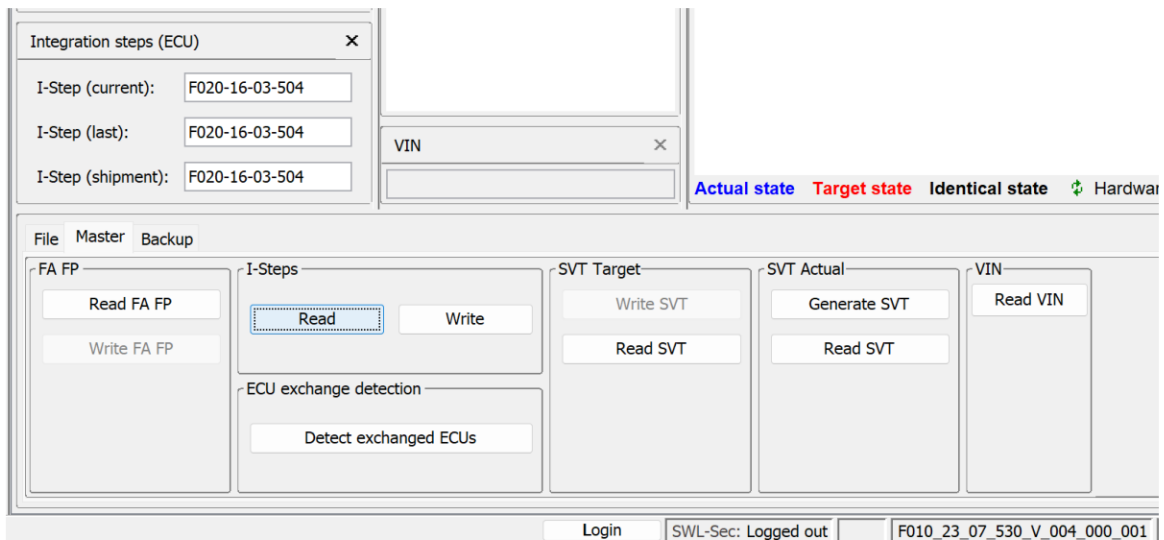 Integration steps (ECU)
I-Step (current): F020-16-03-504
I-Step (last): F020-16-03-504
I-Step (shipment): F020-16-03-504
VIN
Actual state Target state Identical state Hardwar
File Master Backup
FA FP
Read FA FP
Write FA FP
I-Steps
Read Write
ECU exchange detection
Detect exchanged ECUs
SVT Target
Write SVT
Read SVT
SVT Actual
Generate SVT
Read SVT
VIN
Read VIN
Login SWL-Sec: Logged out F010_23_07_530_V_004_000_001